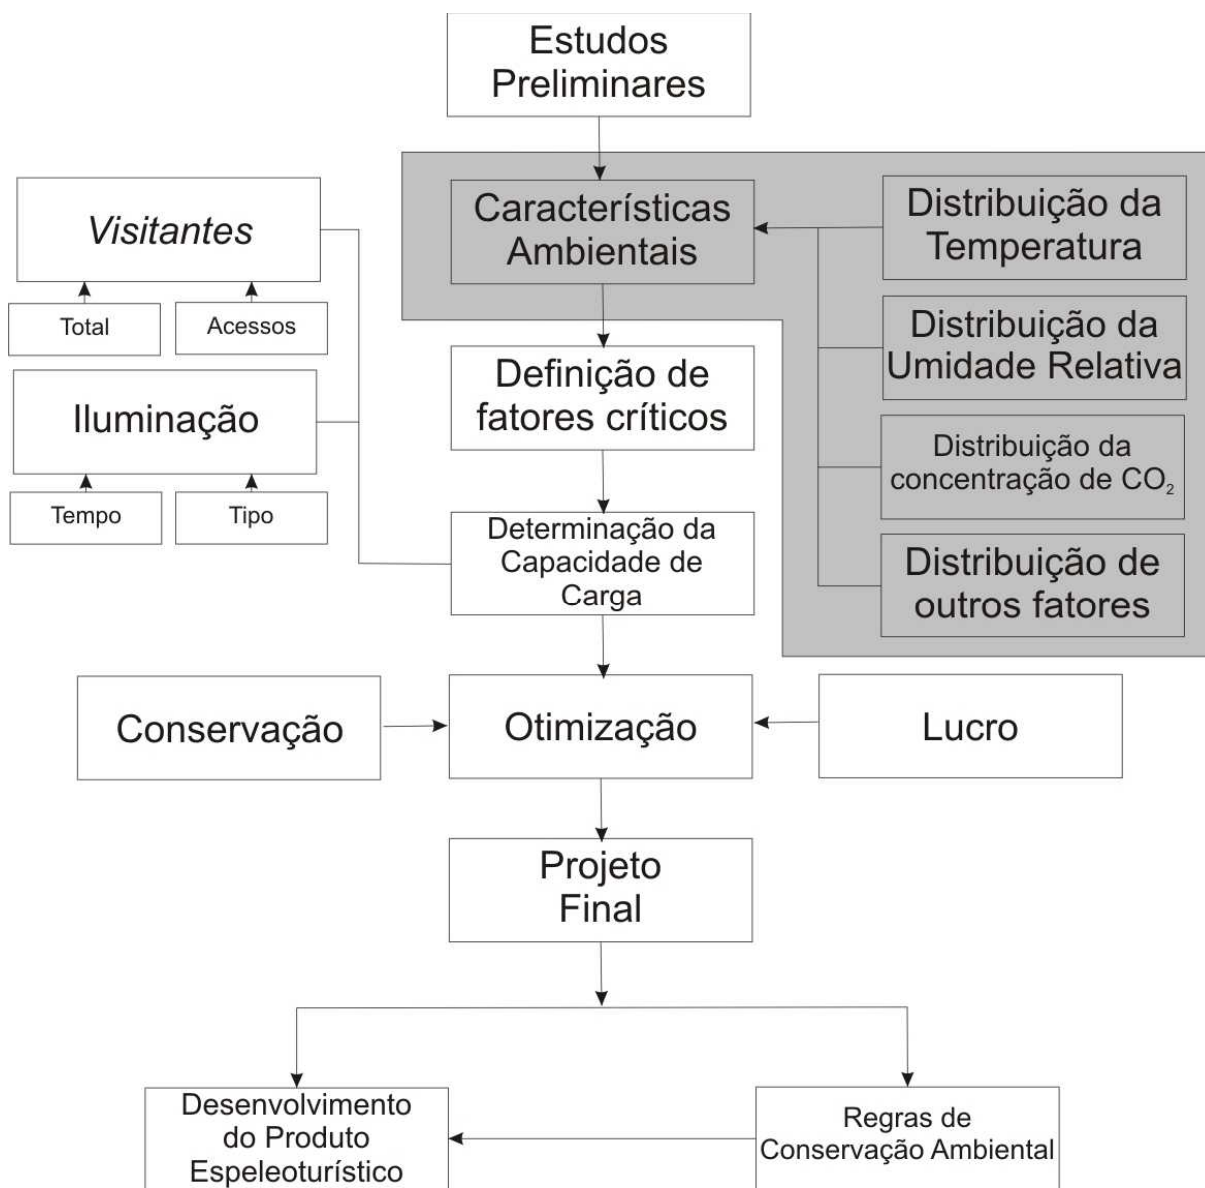 Estudos
Preliminares
Características
Ambientais
Distribuição da
Temperatura
Visitantes
Total
Acessos
Distribuição da
Umidade Relativa
Definição de
fatores críticos
Iluminação
Tempo
Tipo
Distribuição da
concentração de CO₂
Determinação da
Capacidade de
Carga
Distribuição de
outros fatores
Conservação
Otimização
Lucro
Projeto
Final
Desenvolvimento
do Produto
Espeleoturístico
Regras de
Conservação Ambiental